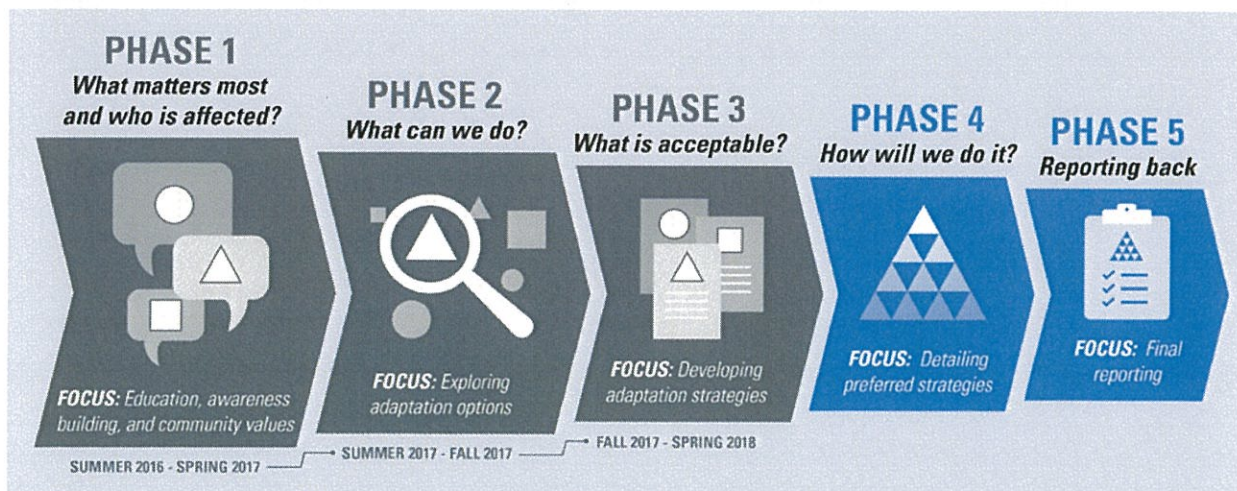 PHASE 1
What matters most
and who is affected?
FOCUS: Education, awareness
building, and community values
SUMMER 2016 - SPRING 2017
PHASE 2
What can we do?
FOCUS: Exploring
adaptation options
SUMMER 2017 - FALL 2017
PHASE 3
What is acceptable?
FOCUS: Developing
adaptation strategies
FALL 2017 - SPRING 2018
PHASE 4
How will we do it?
FOCUS: Detailing
preferred strategies
PHASE 5
Reporting back
FOCUS: Final
reporting